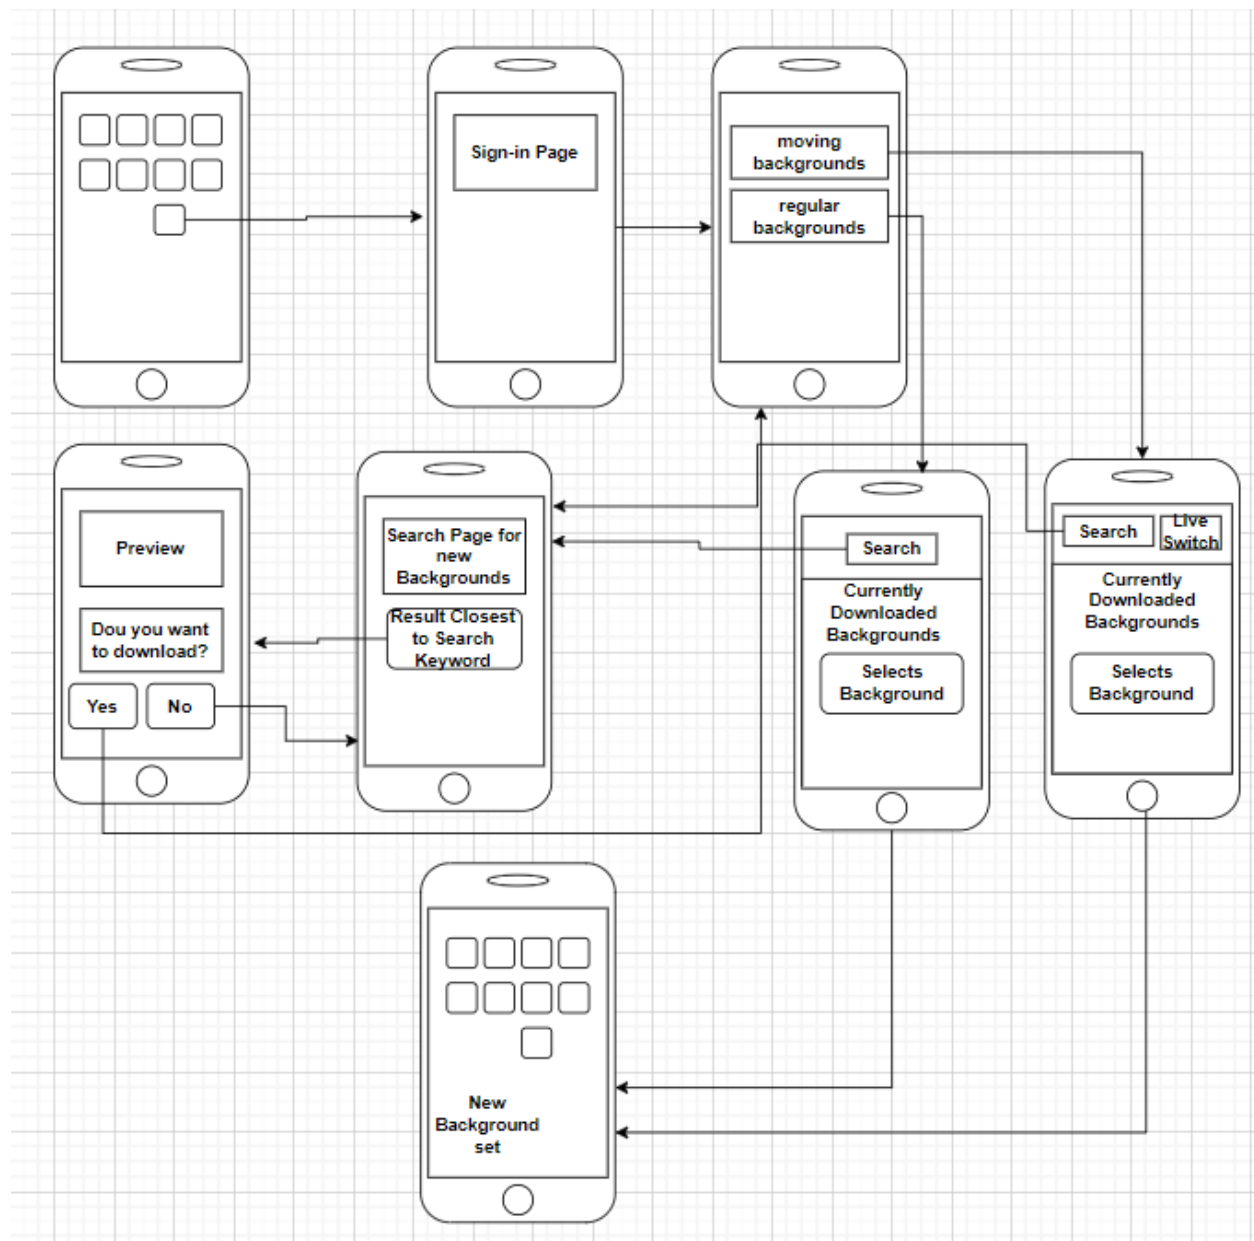 Sign-in Page
moving
backgrounds
regular
backgrounds
Preview
Dou you want
to download?
Yes
No
Search Page for
new
Backgrounds
Result Closest
to Search
Keyword
Search
Currently
Downloaded
Backgrounds
Selects
Background
Search
Live
Switch
Currently
Downloaded
Backgrounds
Selects
Background
New
Background
set